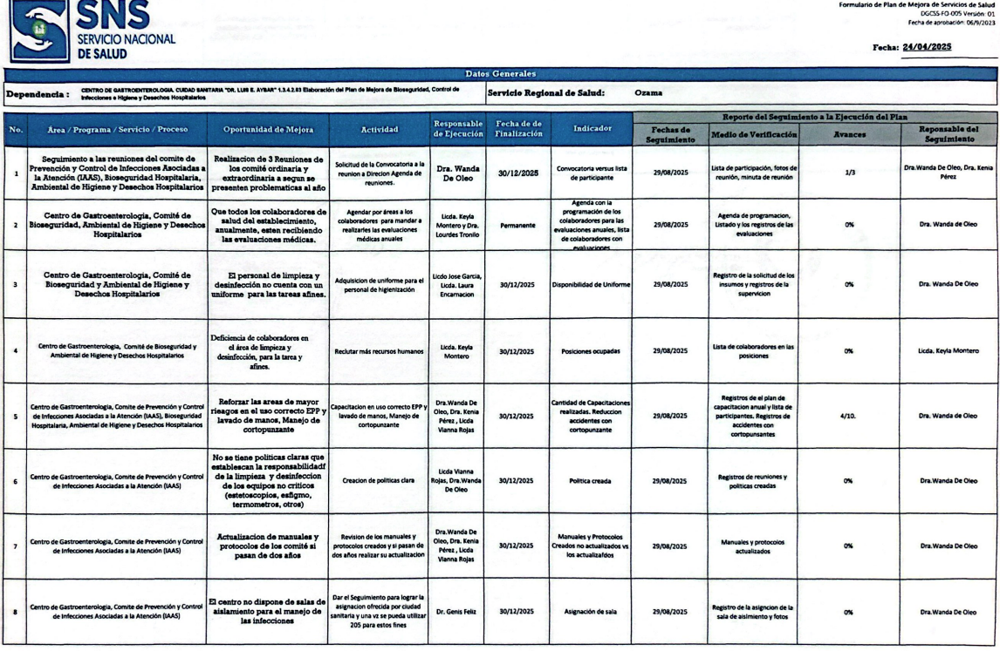 SNS
SERVICIO NACIONAL
DE SALUD
Formulario de Plan de Mejora de Servicios de Salud
DGCSS-FO-005 Versión: 01
Fecha de aprobación: 06/9/2023
Fecha: 24/04/2025
Datos Generales
Dependencia : CENTRO DE GASTROENTEROLOGIA. CUIDAD SANITARIA "DR. LUIS E. AYBAR" 1.3.4.2.03 Elaboración del Plan de Mejora de Bioseguridad, Control de
Infecciones e Higiene y Desechos Hospitalarios
Servicio Regional de Salud: Ozama
Reporte del Seguimiento a la Ejecución del Plan
No.
Área / Programa / Servicio / Proceso
Oportunidad de Mejora
Actividad
Responsable
de Ejecución
Fecha de de
Finalización
Indicador
Fechas de
Seguimiento
Medio de Verificación
Avances
Reponsable del
Seguimiento
1
Seguimiento a las reuniones del comite de
Prevención y Control de Infecciones Asociadas a
la Atención (IAAS), Bioseguridad Hospitalaria,
Ambiental de Higiene y Desechos Hospitalarios
Realizacion de 3 Reuniones de
los comité ordinaria y
extraordinaria a segun se
presenten problematicas al año
Solicitud de la Convocatoria a la
reunion a Direcion Agenda de
reuniones.
Dra. Wanda
De Oleo
30/12/2025
Convocatoria versus lista
de participante
29/08/2025
Lista de participación, fotos de
reunión, minuta de reunión
1/3
Dra.Wanda De Oleo, Dra. Kenia
Pérez
2
Centro de Gastroenterología, Comité de
Bioseguridad, Ambiental de Higiene y Desechos
Hospitalarios
Que todos los colaboradores de
salud del establecimiento,
anualmente, esten recibiendo
las evaluaciones médicas.
Agendar por áreas a los
colaboradores para mandar a
realizarles las evaluaciones
médicas anuales
Licda. Keyla
Montero y Dra.
Lourdes Tronilo
Permanente
Agenda con la
programación de los
colaboradores para las
evaluaciones anuales, lista
de colaboradores con
evaluaciones
29/08/2025
Agenda de programacion,
Listado y los registros de las
evaluaciones
0%
Dra. Wanda de Oleo
3
Centro de Gastroenterología, Comité de
Bioseguridad y Ambiental de Higiene y
Desechos Hospitalarios
El personal de limpieza y
desinfección no cuenta con un
uniforme para las tareas afines.
Adquisicion de uniforme para el
personal de higienización
Licdo Jose Garcia,
Licda. Laura
Encarnacion
30/12/2025
Disponibilidad de Uniforme
29/08/2025
Registro de la solicitud de los
insumos y registros de la
supervicion
0%
Dra. Wanda De Oleo
4
Centro de Gastroenterologia, Comité de Bioseguridad y
Ambiental de Higiene y Desechos Hospitalarios
Deficiencia de colaboradores en
el área de limpieza y
desinfección, para la tarea y
afines.
Reclutar más recursos humanos
Licda. Keyla
Montero
30/12/2025
Posiciones ocupadas
29/08/2025
Lista de colaboradores en las
posiciones
0%
Licda. Keyla Montero
5
Centro de Gastroenterologia, Comite de Prevención y Control
de Infecciones Asociadas a la Atención (IAAS), Bioseguridad
Hospitalaria, Ambiental de Higiene y Desechos Hospitalarios
Reforzar las areas de mayor
rieagos en el uso correcto EPP y
lavado de manos, Manejo de
cortopunzante
Capacitacion en uso correcto EPP y
lavado de manos, Manejo de
cortopunzante
Dra.Wanda De
Oleo, Dra. Kenia
Pérez , Licda
Vianna Rojas
30/12/2025
Cantidad de Capacitaciones
realizadas. Reduccion
accidentes con
cortopunzante
29/08/2025
Registros de el plan de
capacitacion anual y lista de
participantes. Registros de
accidentes con
cortopunsantes
4/10.
Dra. Wanda de Oleo
6
Centro de Gastroenterologia, Comite de Prevención y Control
de Infecciones Asociadas a la Atención (IAAS)
No se tiene politicas claras que
establescan la responsabilidadf
de la limpieza y desinfeccion
de los equipos no criticos
(estetoscopios, esfigmo,
termometros, otros)
Creacion de politicas clara
Licda Vianna
Rojas, Dra.Wanda
De Oleo
30/12/2025
Politica creada
29/08/2025
Registros de reuniones y
politicas creadas
0%
Dra.Wanda De Oleo
7
Centro de Gastroenterologia, Comite de Prevención y Control
de Infecciones Asociadas a la Atención (IAAS)
Actualizacion de manuales y
protocolos de los comité si
pasan de dos años
Revision de los manuales y
protocolos creados y si pasan de
dos años realizar su actualizacion
Dra.Wanda De
Oleo, Dra. Kenia
Pérez , Licda
Vianna Rojas
30/12/2025
Manuales y Protocolos
Creados no actualizados vs
los actualizafdos
29/08/2025
Manuales y protocolos
actualizados
0%
Dra.Wanda De Oleo
8
Centro de Gastroenterologia, Comite de Prevención y Control
de Infecciones Asociadas a la Atención (IAAS)
El centro no dispone de salas de
aislamiento para el manejo de
las infecciones
Dar el Seguimiento para lograr la
asignacion ofrecida por ciudad
sanitaria y una vz se pueda utilizar
205 para estos fines
Dr. Genis Feliz
30/12/2025
Asignación de sala
29/08/2025
Registro de la asigncion de la
sala de aislmiento y fotos
0%
Dra.Wanda De Oleo